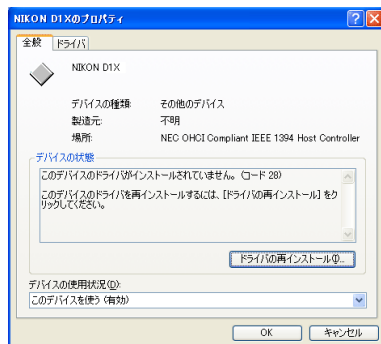 NIKON D1Xのプロパティ
全般 ドライバ
NIKON D1X
デバイスの種類: その他のデバイス
製造元: 不明
場所: NEC OHCI Compliant IEEE 1394 Host Controller
デバイスの状態
このデバイスのドライバがインストールされていません。(コード 28)
このデバイスのドライバを再インストールするには、[ドライバの再インストール] をク
リックしてください。
ドライバの再インストール(I)...
デバイスの使用状況(D):
このデバイスを使う (有効)
OK キャンセル